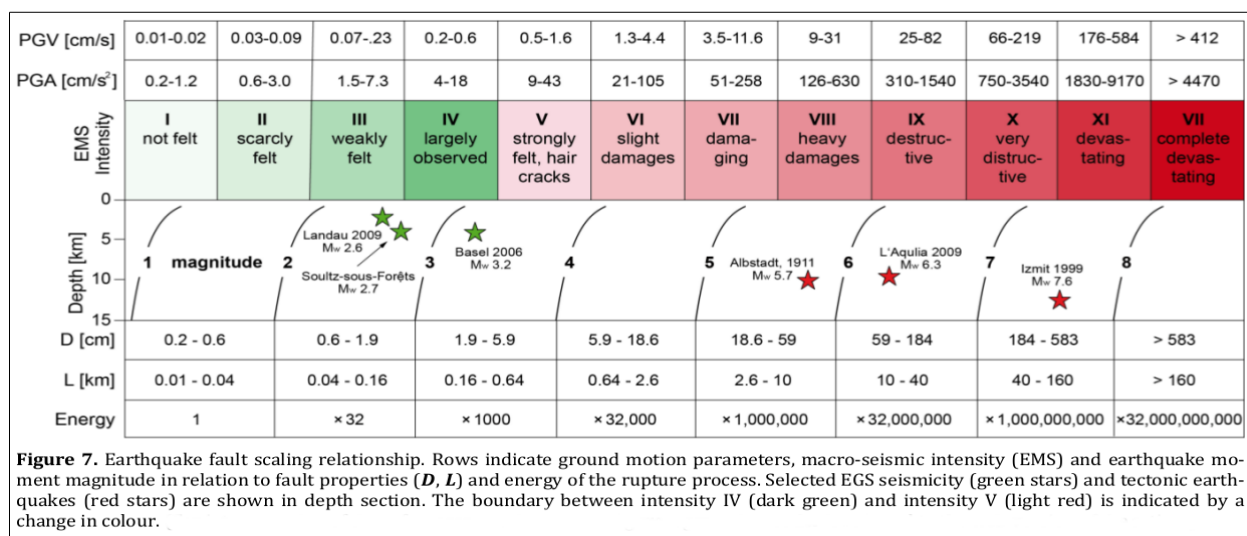 PGV [cm/s] 0.01-0.02 0.03-0.09 0.07-.23 0.2-0.6 0.5-1.6 1.3-4.4 3.5-11.6 9-31 25-82 66-219 176-584 > 412
PGA [cm/s²] 0.2-1.2 0.6-3.0 1.5-7.3 4-18 9-43 21-105 51-258 126-630 310-1540 750-3540 1830-9170 > 4470
EMS
Intensity
I
not felt
II
scarcly
felt
III
weakly
felt
IV
largely
observed
V
strongly
felt, hair
cracks
VI
slight
damages
VII
dama-
ging
VIII
heavy
damages
IX
destruc-
tive
X
very
distruc-
tive
XI
devas-
tating
VII
complete
devas-
tating
Depth [km]
0
5
10
15
1 magnitude 2 3 4 5 6 7 8
Landau 2009
Mw 2.6
Soultz-sous-Forêts
Mw 2.7
Basel 2006
Mw 3.2
Albstadt, 1911
Mw 5.7
L'Aqulia 2009
Mw 6.3
Izmit 1999
Mw 7.6
D [cm] 0.2 - 0.6 0.6 - 1.9 1.9 - 5.9 5.9 - 18.6 18.6 - 59 59 - 184 184 - 583 > 583
L [km] 0.01 - 0.04 0.04 - 0.16 0.16 - 0.64 0.64 - 2.6 2.6 - 10 10 - 40 40 - 160 > 160
Energy 1 ×32 ×1000 ×32,000 ×1,000,000 ×32,000,000 ×1,000,000,000 ×32,000,000,000
Figure 7. Earthquake fault scaling relationship. Rows indicate ground motion parameters, macro-seismic intensity (EMS) and earthquake mo-
ment magnitude in relation to fault properties (D, L) and energy of the rupture process. Selected EGS seismicity (green stars) and tectonic earth-
quakes (red stars) are shown in depth section. The boundary between intensity IV (dark green) and intensity V (light red) is indicated by a
change in colour.